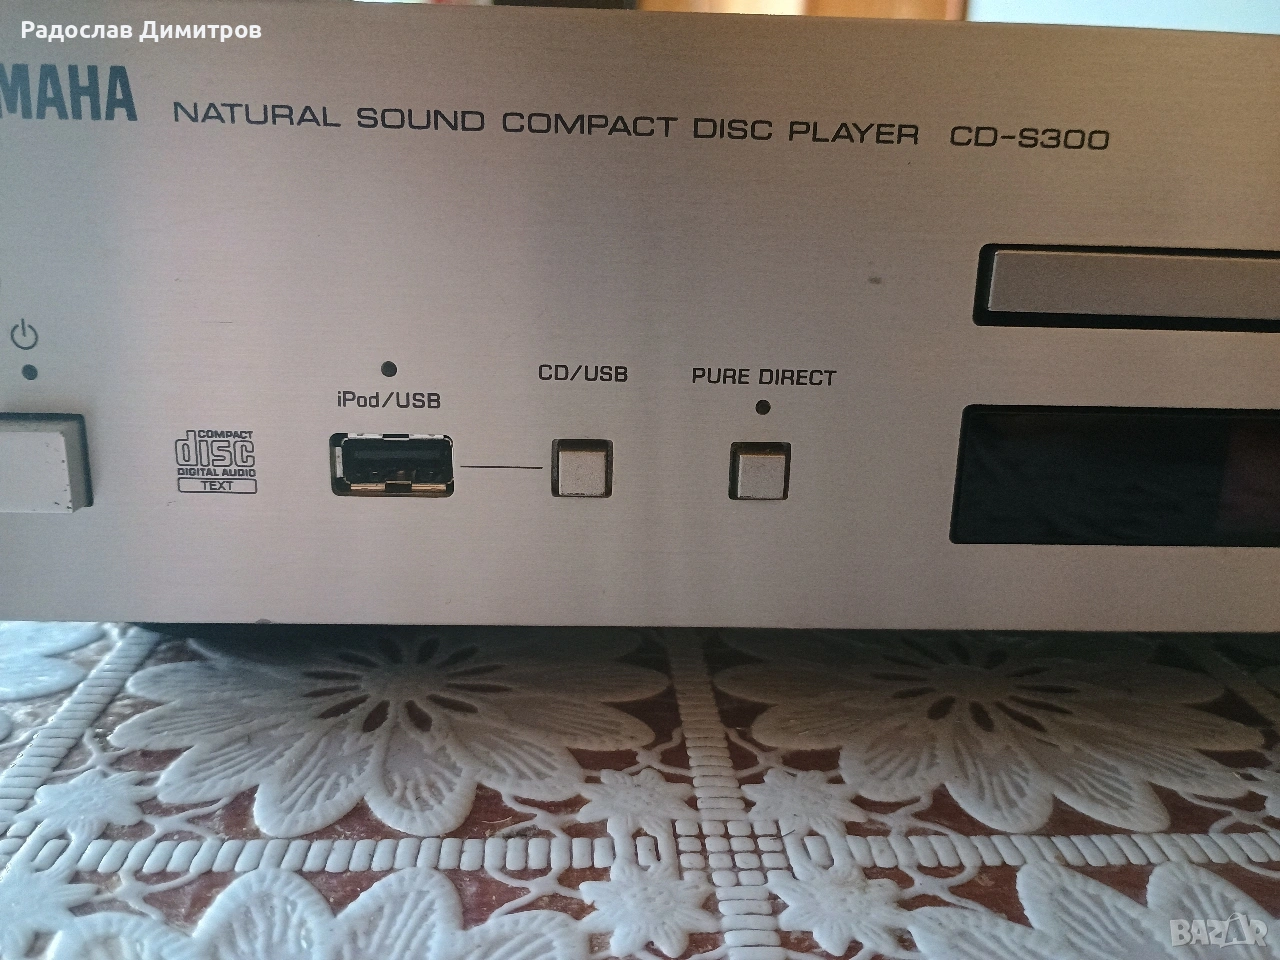 Радослав Димитров
MAHA NATURAL SOUND COMPACT DISC PLAYER CD-S300
CD/USB
PURE DIRECT
iPod/USB
COMPACT
disc
DIGITAL AUDIO
TEXT
BAZAR